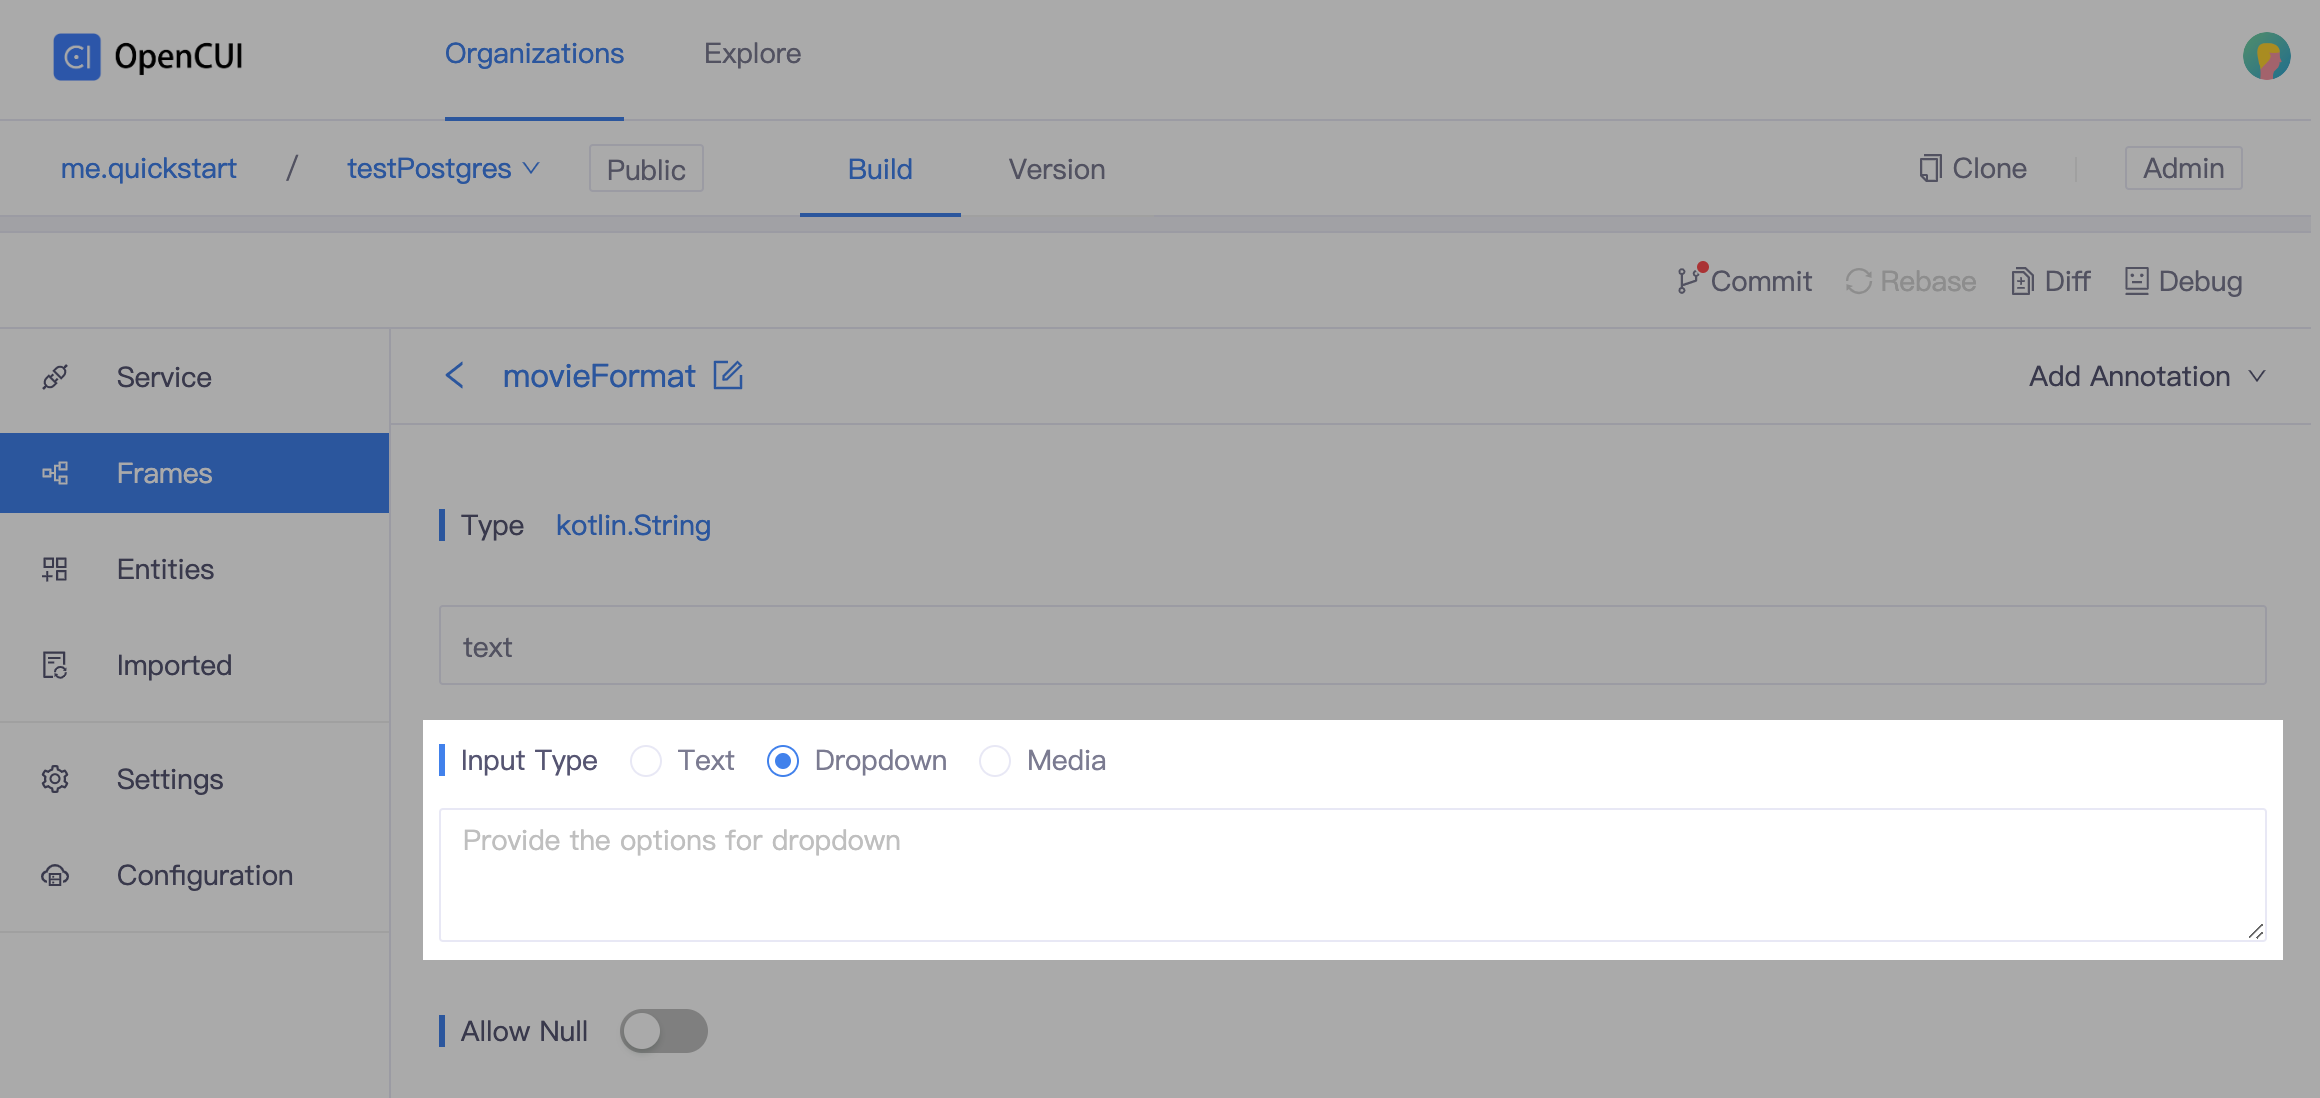 CI OpenCUI Organizations Explore
me.quickstart / testPostgres Public Build Version Clone Admin
Commit Rebase Diff Debug
Service
movieFormat Add Annotation
Frames
Type kotlin.String
Entities
text
Imported
Input Type Text Dropdown Media
Settings
Provide the options for dropdown
Configuration
Allow Null